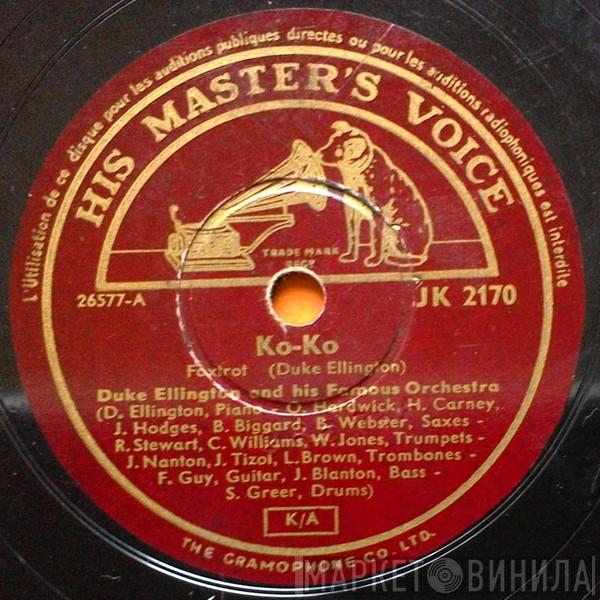 L'Utilisation de ce disque pour les auditions publiques directes ou pour les auditions radiophoniques est interdite
HIS MASTER'S VOICE
TRADE MARK
REGP
26577-A
JK 2170
Ko-Ko
Foxtrot (Duke Ellington)
Duke Ellington and his Famous Orchestra
(D. Ellington, Piano - O. Hardwick, H. Carney,
J. Hodges, B. Biggard, B. Webster, Saxes -
R. Stewart, C. Williams, W. Jones, Trumpets -
J. Nanton, J. Tizol, L. Brown, Trombones -
F. Guy, Guitar, J. Blanton, Bass -
S. Greer, Drums)
K/A
THE GRAMOPHONE CO. LTD.
МАРКЕТ ВИНИЛА